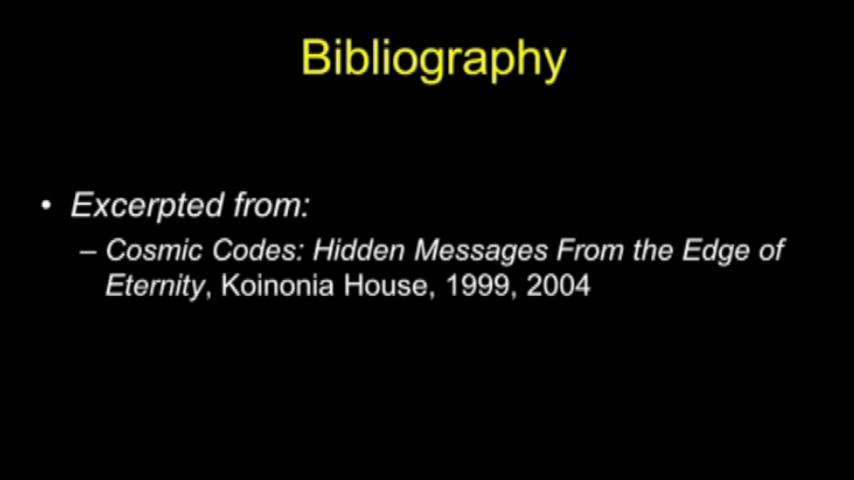 Bibliography
• Excerpted from:
– Cosmic Codes: Hidden Messages From the Edge of
Eternity, Koinonia House, 1999, 2004